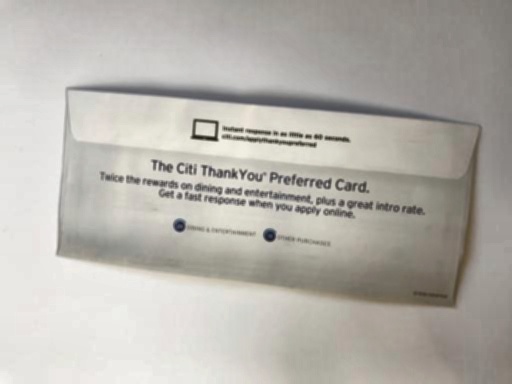 Instant response in as little as 60 seconds.
citi.com/applythankyoupreferred
The Citi ThankYou® Preferred Card.
Twice the rewards on dining and entertainment, plus a great intro rate.
Get a fast response when you apply online.
DINING & ENTERTAINMENT
OTHER PURCHASES